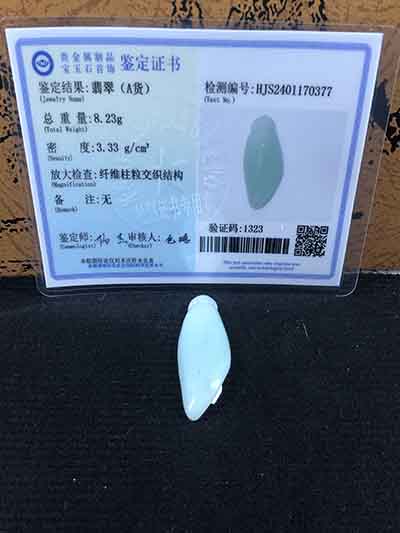 贵金属制品
宝玉石首饰 鉴定证书
鉴定结果:翡翠(A货)
(Jewelry Name)
检测编号:HJS2401170377
(Test No.)
总重量:8.23g
(Total Weight)
密度:3.33 g/cm³
(Density)
放大检查:纤维柱粒交织结构
(Magnification)
备注:无
(Remark)
验证码:1323
鉴定师:
审核人:
(Gemmologist)
(Checker)